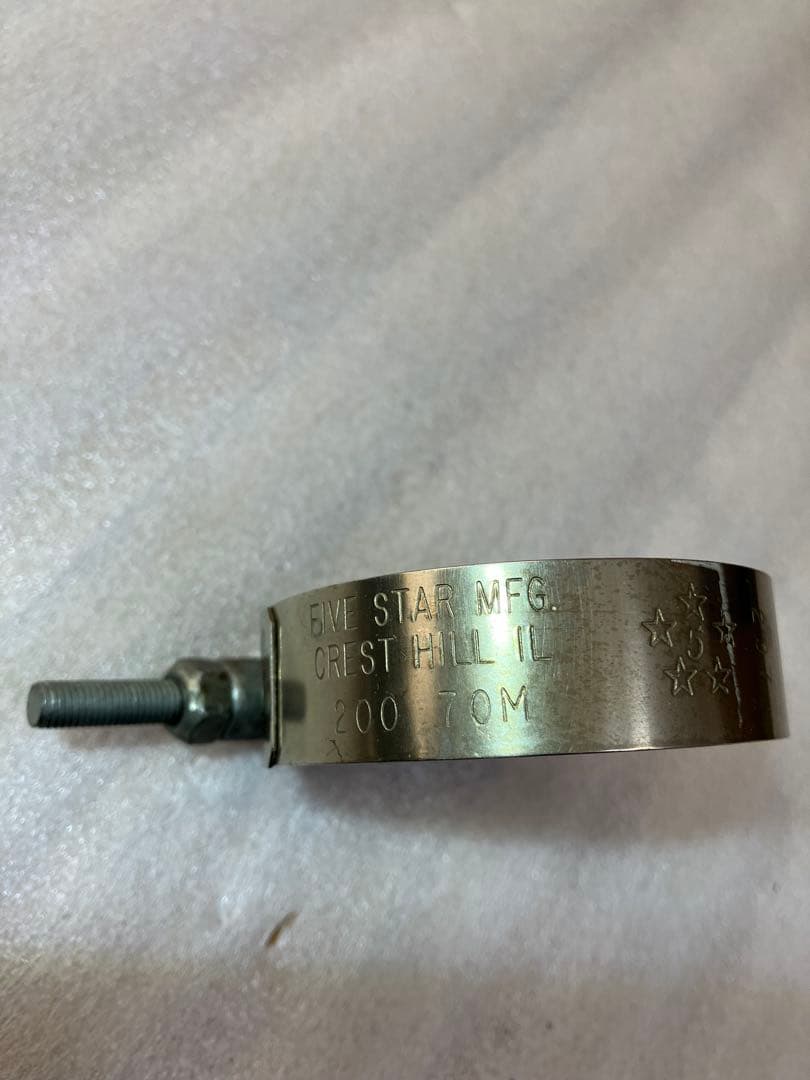 FIVE STAR MFG.
CREST HILL IL
200 70M
5